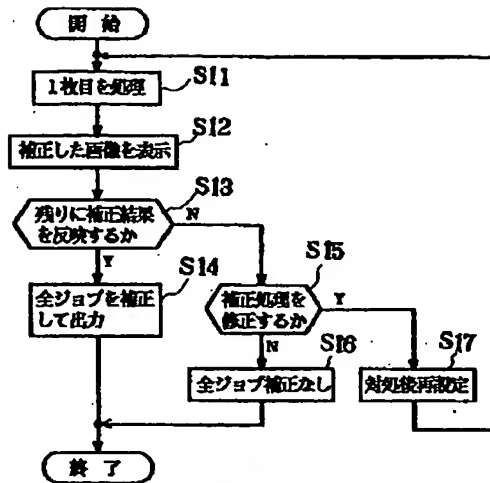 開始
S11
1枚目を処理
S12
補正した画像を表示
S13
残りに補正結果
を反映するか
N
Y
S14
全ジョブを補正
して出力
S15
補正処理を
修正するか
Y
N
S16
全ジョブ補正なし
S17
対処後再設定
終了